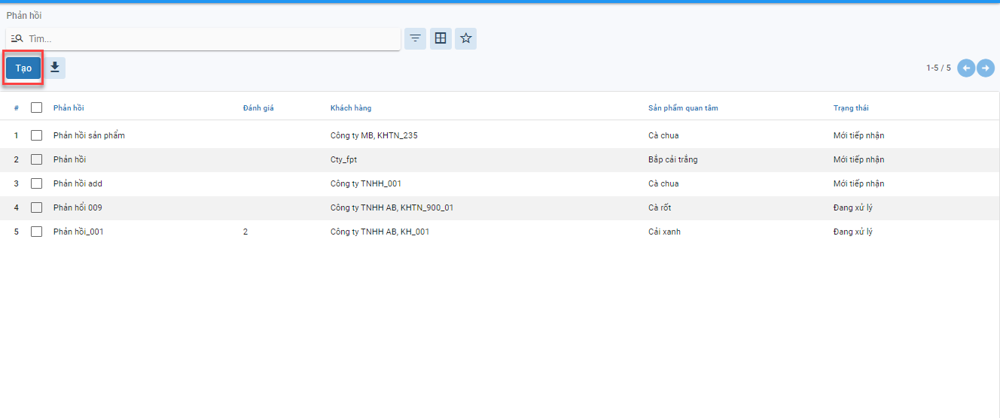 Phản hồi
Tìm...
Tạo
1-5 / 5
# Phản hồi Đánh giá Khách hàng Sản phẩm quan tâm Trạng thái
1 Phản hồi sản phẩm Công ty MB, KHTN_235 Cà chua Mới tiếp nhận
2 Phản hồi Cty_fpt Bắp cải trắng Mới tiếp nhận
3 Phản hồi add Công ty TNHH_001 Cà chua Mới tiếp nhận
4 Phản hổi 009 Công ty TNHH AB, KHTN_900_01 Cà rốt Đang xử lý
5 Phản hồi_001 2 Công ty TNHH AB, KH_001 Cải xanh Đang xử lý